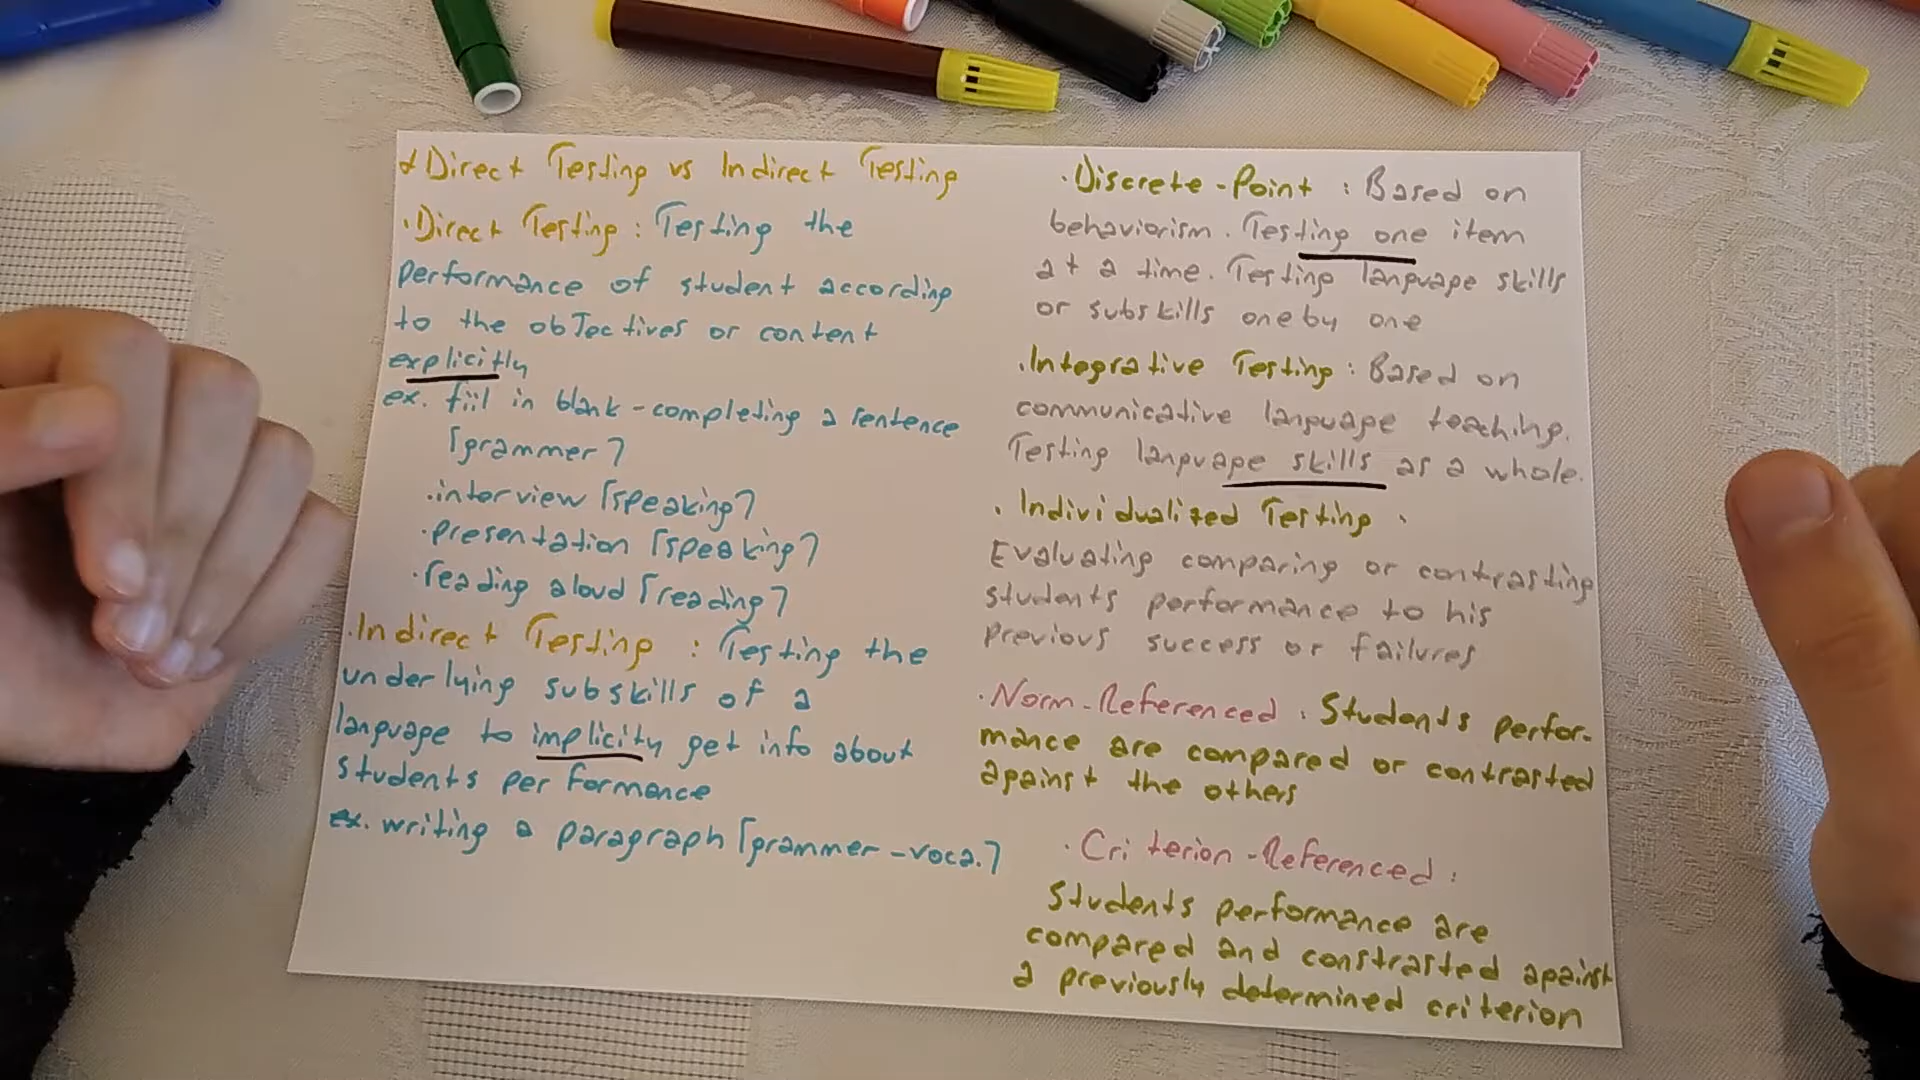 Direct Testing vs Indirect Testing
· Direct Testing : Testing the
performance of student according
to the objectives or content
explicitly
ex. fiil in blank - completing a sentence
[grammer]
· interview [speaking]
· presentation [speaking]
· reading aloud [reading]
· Indirect Testing : Testing the
underlying subskills of a
language to implicity get info about
students performance
ex. writing a paragraph [grammer - voca.]
· Discrete - Point : Based on
behaviorism. Testing one item
at a time. Testing language skills
or subskills one by one
· Integrative Testing : Based on
communicative language teaching.
Testing language skills as a whole.
· Individualized Testing ·
Evaluating comparing or contrasting
students performance to his
previous success or failures
· Norm - Referenced : Students perfor-
mance are compared or contrasted
against the others
· Criterion - Referenced :
Students performance are
compared and constrasted against
a previously determined criterion